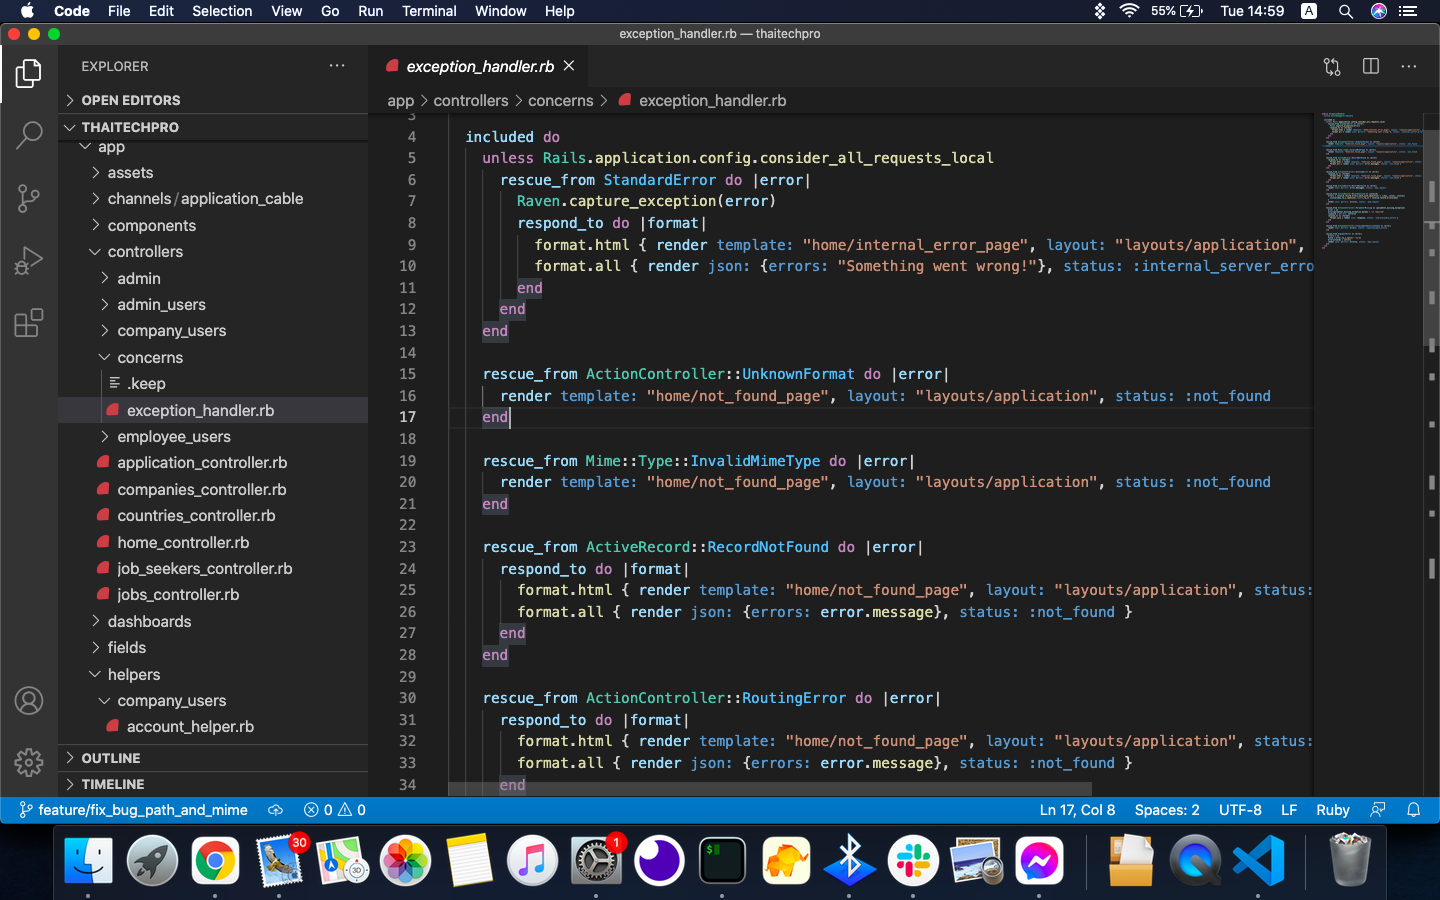 Code File Edit Selection View Go Run Terminal Window Help 55% Tue 14:59 A
exception_handler.rb — thaitechpro
EXPLORER
exception_handler.rb
OPEN EDITORS
THAITECHPRO
app
assets
channels / application_cable
components
controllers
admin
admin_users
company_users
concerns
.keep
exception_handler.rb
employee_users
application_controller.rb
companies_controller.rb
countries_controller.rb
home_controller.rb
job_seekers_controller.rb
jobs_controller.rb
dashboards
fields
helpers
company_users
account_helper.rb
OUTLINE
TIMELINE
app > controllers > concerns > exception_handler.rb
3
4 included do
5 unless Rails.application.config.consider_all_requests_local
6 rescue_from StandardError do |error|
7 Raven.capture_exception(error)
8 respond_to do |format|
9 format.html { render template: "home/internal_error_page", layout: "layouts/application",
10 format.all { render json: {errors: "Something went wrong!"}, status: :internal_server_erro
11 end
12 end
13 end
14
15 rescue_from ActionController::UnknownFormat do |error|
16 render template: "home/not_found_page", layout: "layouts/application", status: :not_found
17 end
18
19 rescue_from Mime::Type::InvalidMimeType do |error|
20 render template: "home/not_found_page", layout: "layouts/application", status: :not_found
21 end
22
23 rescue_from ActiveRecord::RecordNotFound do |error|
24 respond_to do |format|
25 format.html { render template: "home/not_found_page", layout: "layouts/application", status:
26 format.all { render json: {errors: error.message}, status: :not_found }
27 end
28 end
29
30 rescue_from ActionController::RoutingError do |error|
31 respond_to do |format|
32 format.html { render template: "home/not_found_page", layout: "layouts/application", status:
33 format.all { render json: {errors: error.message}, status: :not_found }
34 end
feature/fix_bug_path_and_mime 0 0 Ln 17, Col 8 Spaces: 2 UTF-8 LF Ruby
30
3D
1
$